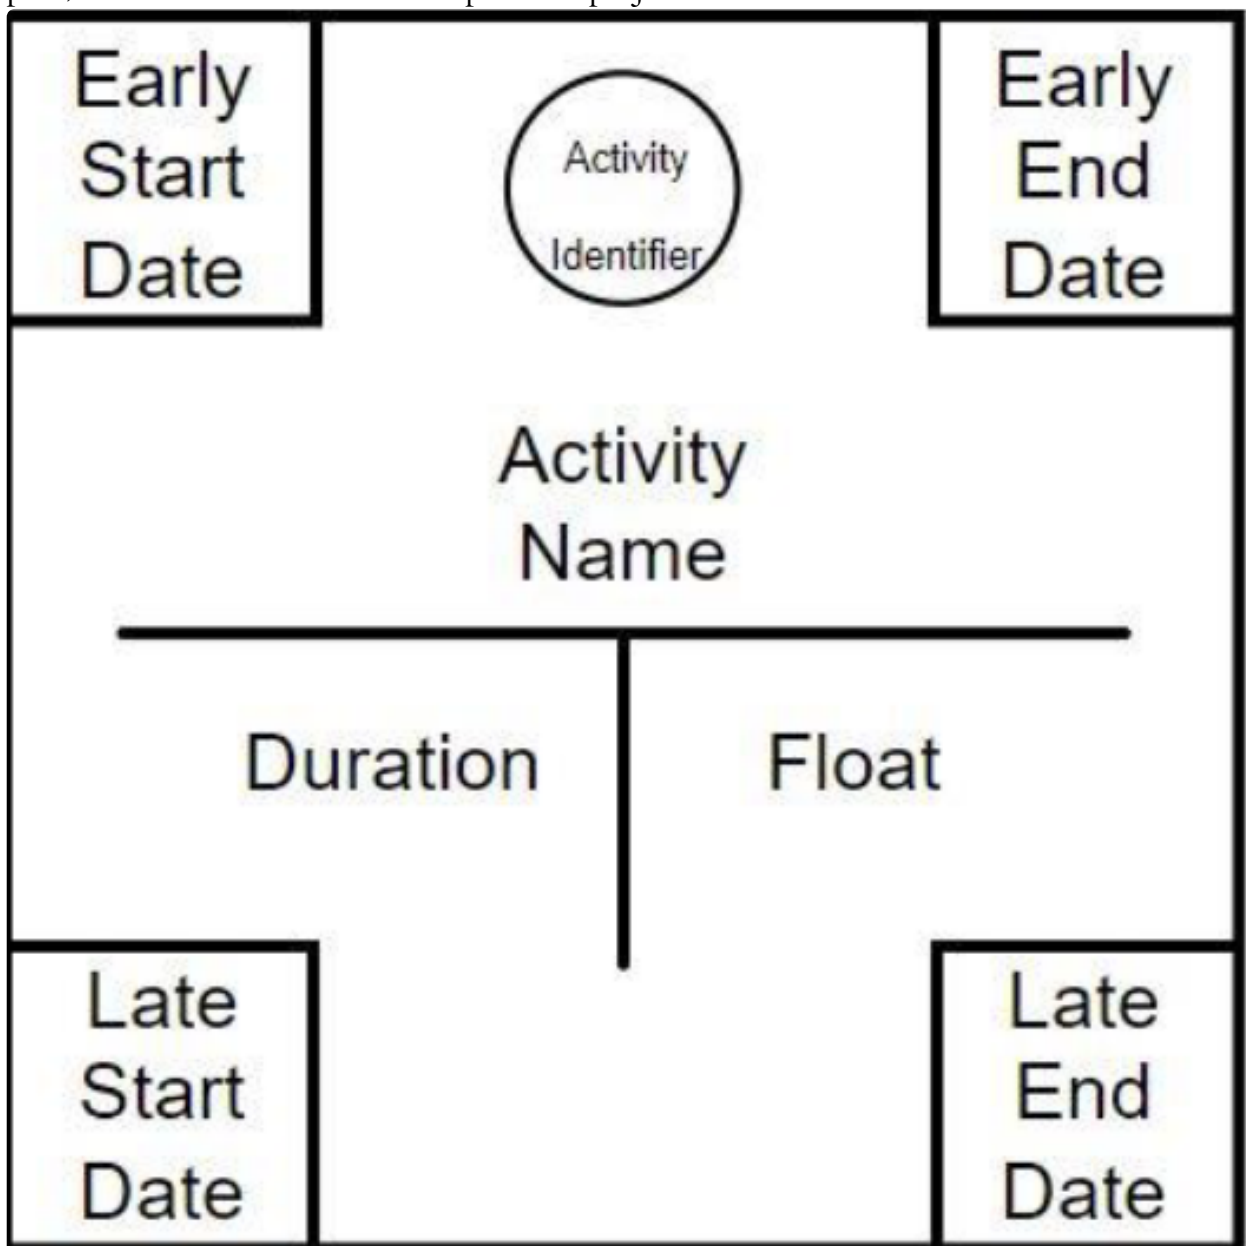 Early
Start
Date
Activity
Identifier
Early
End
Date
Activity
Name
Duration
Float
Late
Start
Date
Late
End
Date